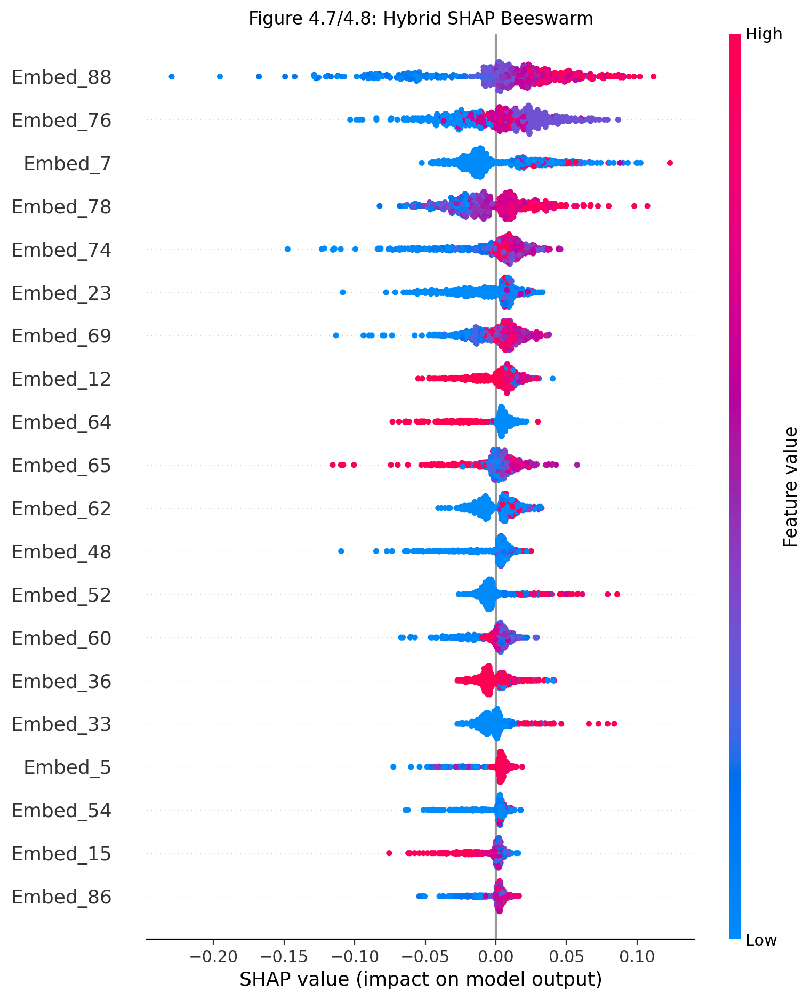 Figure 4.7/4.8: Hybrid SHAP Beeswarm
High
Embed_88
Embed_76
Embed_7
Embed_78
Embed_74
Embed_23
Embed_69
Embed_12
Embed_64
Embed_65
Embed_62
Embed_48
Embed_52
Embed_60
Embed_36
Embed_33
Embed_5
Embed_54
Embed_15
Embed_86
Feature value
Low
−0.20 −0.15 −0.10 −0.05 0.00 0.05 0.10
SHAP value (impact on model output)